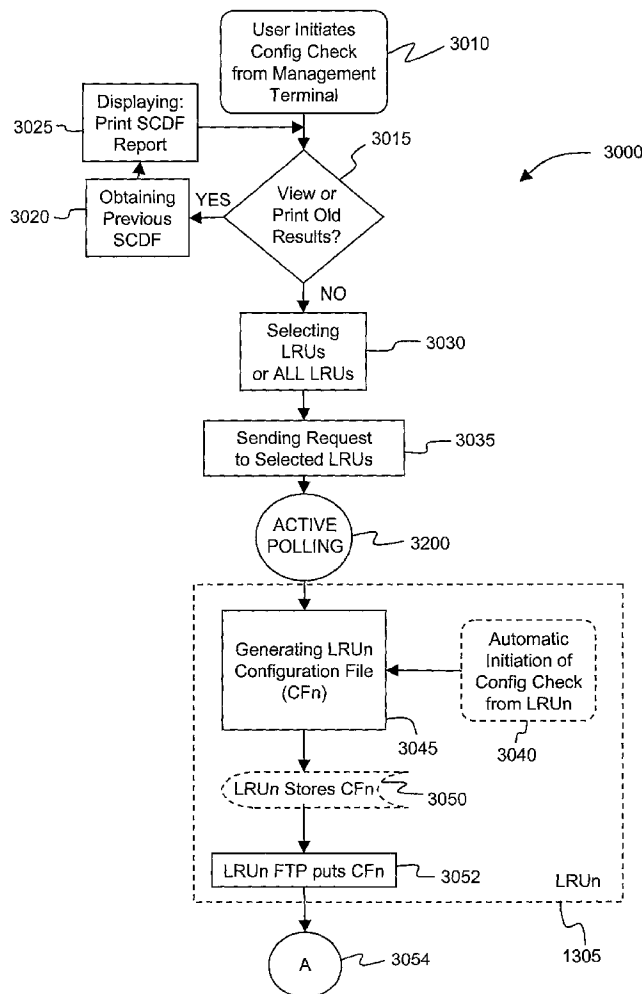 User Initiates
Config Check
from Management
Terminal
3010
Displaying:
Print SCDF
Report
3025
3015
3000
View or
Print Old
Results?
YES
Obtaining
Previous
SCDF
3020
NO
Selecting
LRUs
or ALL LRUs
3030
Sending Request
to Selected LRUs
3035
ACTIVE
POLLING
3200
Generating LRUn
Configuration File
(CFn)
3045
Automatic
Initiation of
Config Check
from LRUn
3040
LRUn Stores CFn
3050
LRUn FTP puts CFn
3052
LRUn
1305
A
3054